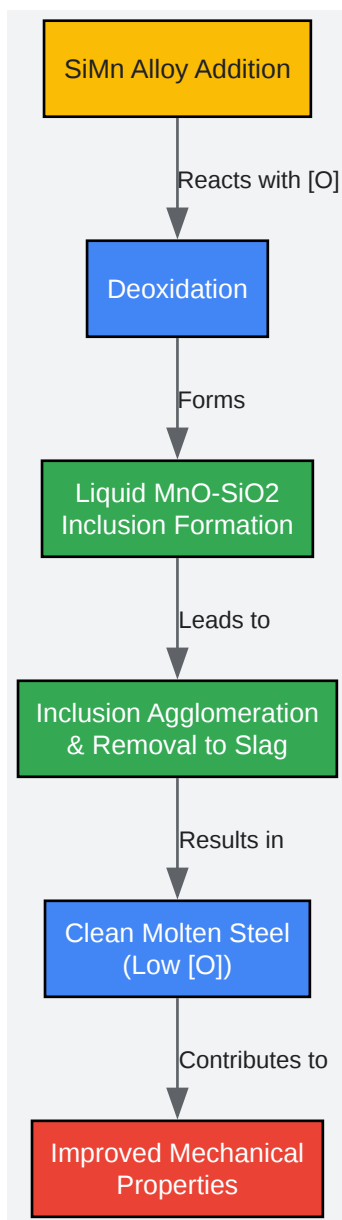 SiMn Alloy Addition
Reacts with [O]
Deoxidation
Forms
Liquid MnO-SiO2
Inclusion Formation
Leads to
Inclusion Agglomeration
& Removal to Slag
Results in
Clean Molten Steel
(Low [O])
Contributes to
Improved Mechanical
Properties